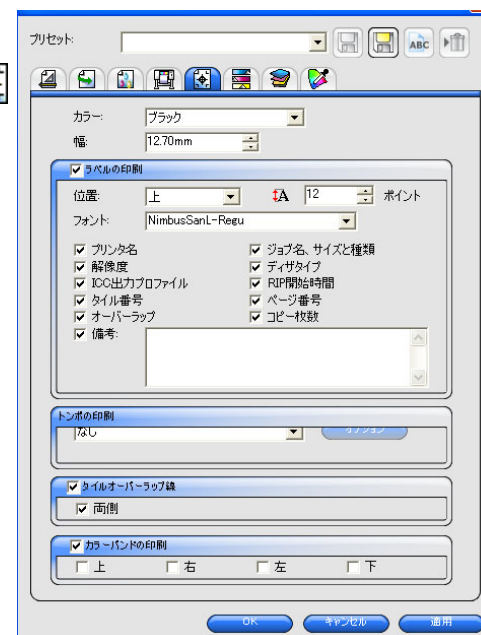 プリセット:
ABC
カラー: ブラック
幅: 12.70mm
ラベルの印刷
位置: 上 A 12 ポイント
フォント: NimbusSanL-Regu
プリンタ名 ジョブ名、サイズと種類
解像度 ディザタイプ
ICC出力プロファイル RIP開始時間
タイル番号 ページ番号
オーバーラップ コピー枚数
備考:
トンボの印刷
なし オプション
タイルオーバーラップ線
両側
カラーバンドの印刷
上 右 左 下
OK キャンセル 適用